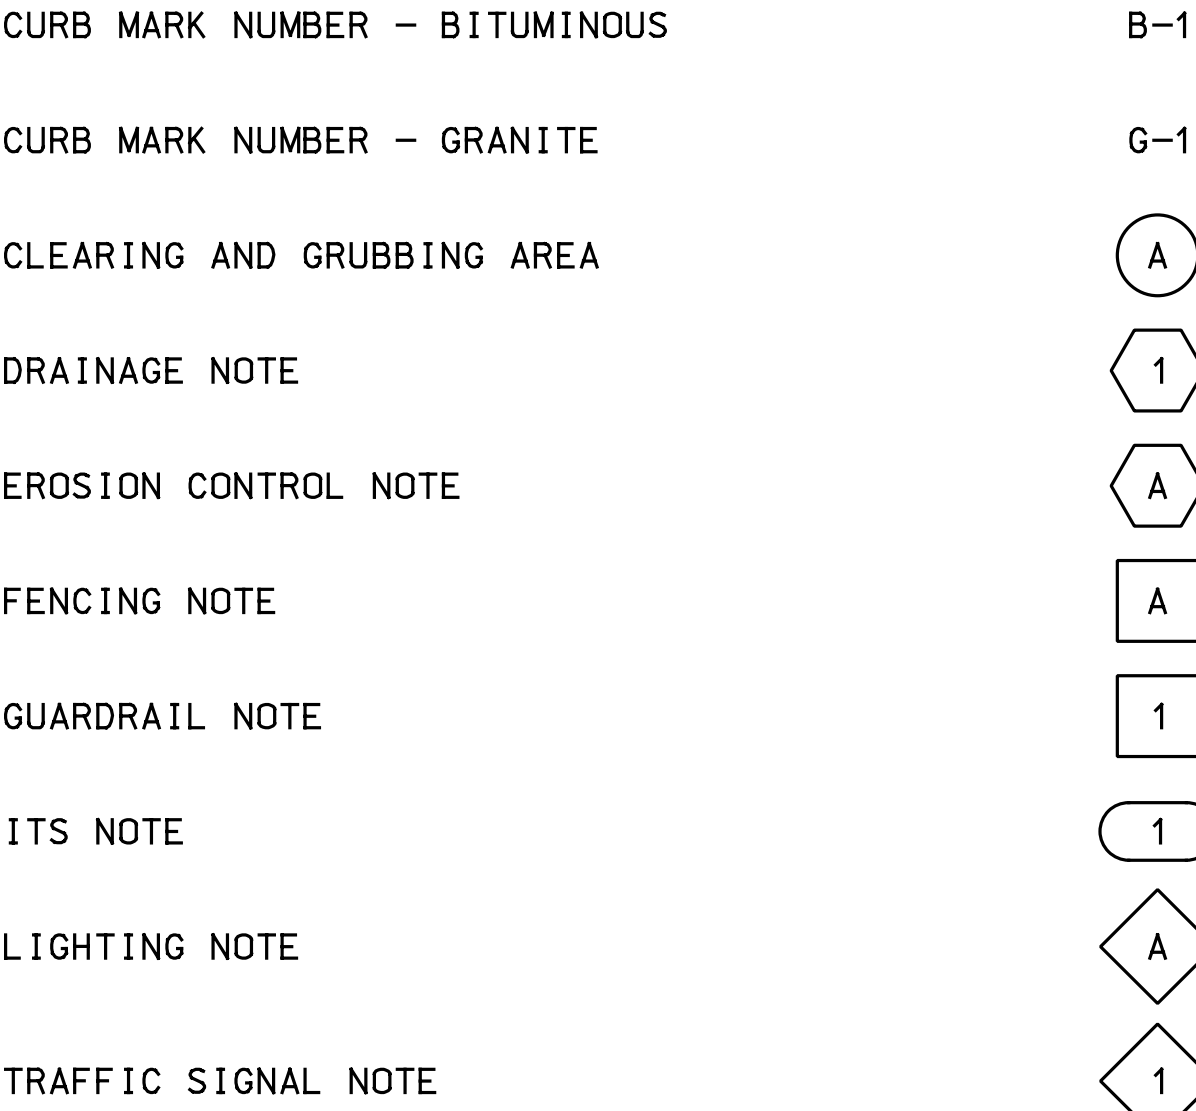 CURB MARK NUMBER - BITUMINOUS B-1
CURB MARK NUMBER - GRANITE G-1
CLEARING AND GRUBBING AREA A
DRAINAGE NOTE 1
EROSION CONTROL NOTE A
FENCING NOTE A
GUARDRAIL NOTE 1
ITS NOTE 1
LIGHTING NOTE A
TRAFFIC SIGNAL NOTE 1